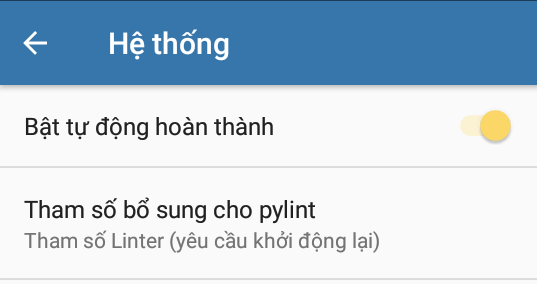 Hệ thống
Bật tự động hoàn thành
Tham số bổ sung cho pylint
Tham số Linter (yêu cầu khởi động lại)